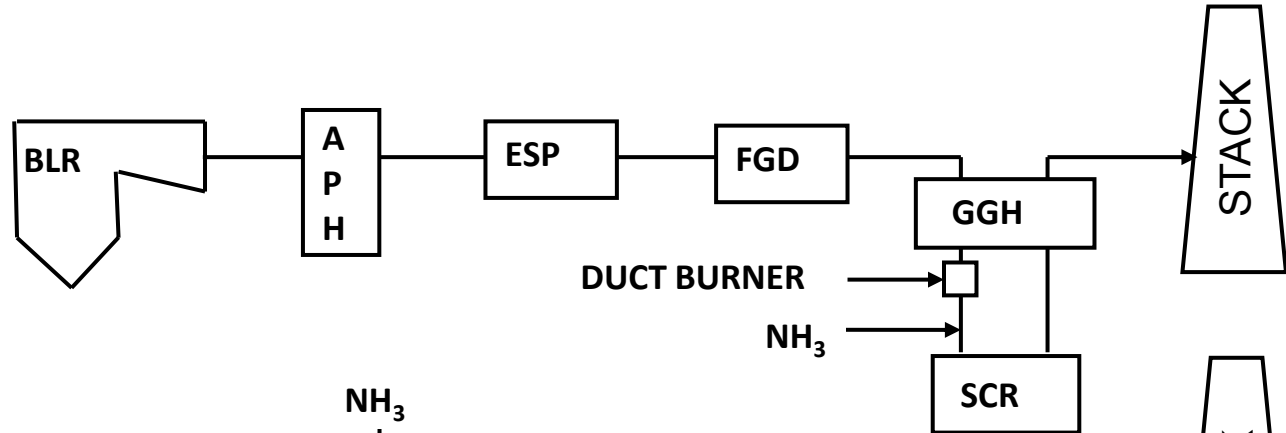 STACK
BLR
A
P
H
ESP
FGD
GGH
DUCT BURNER
NH₃
SCR
NH₃